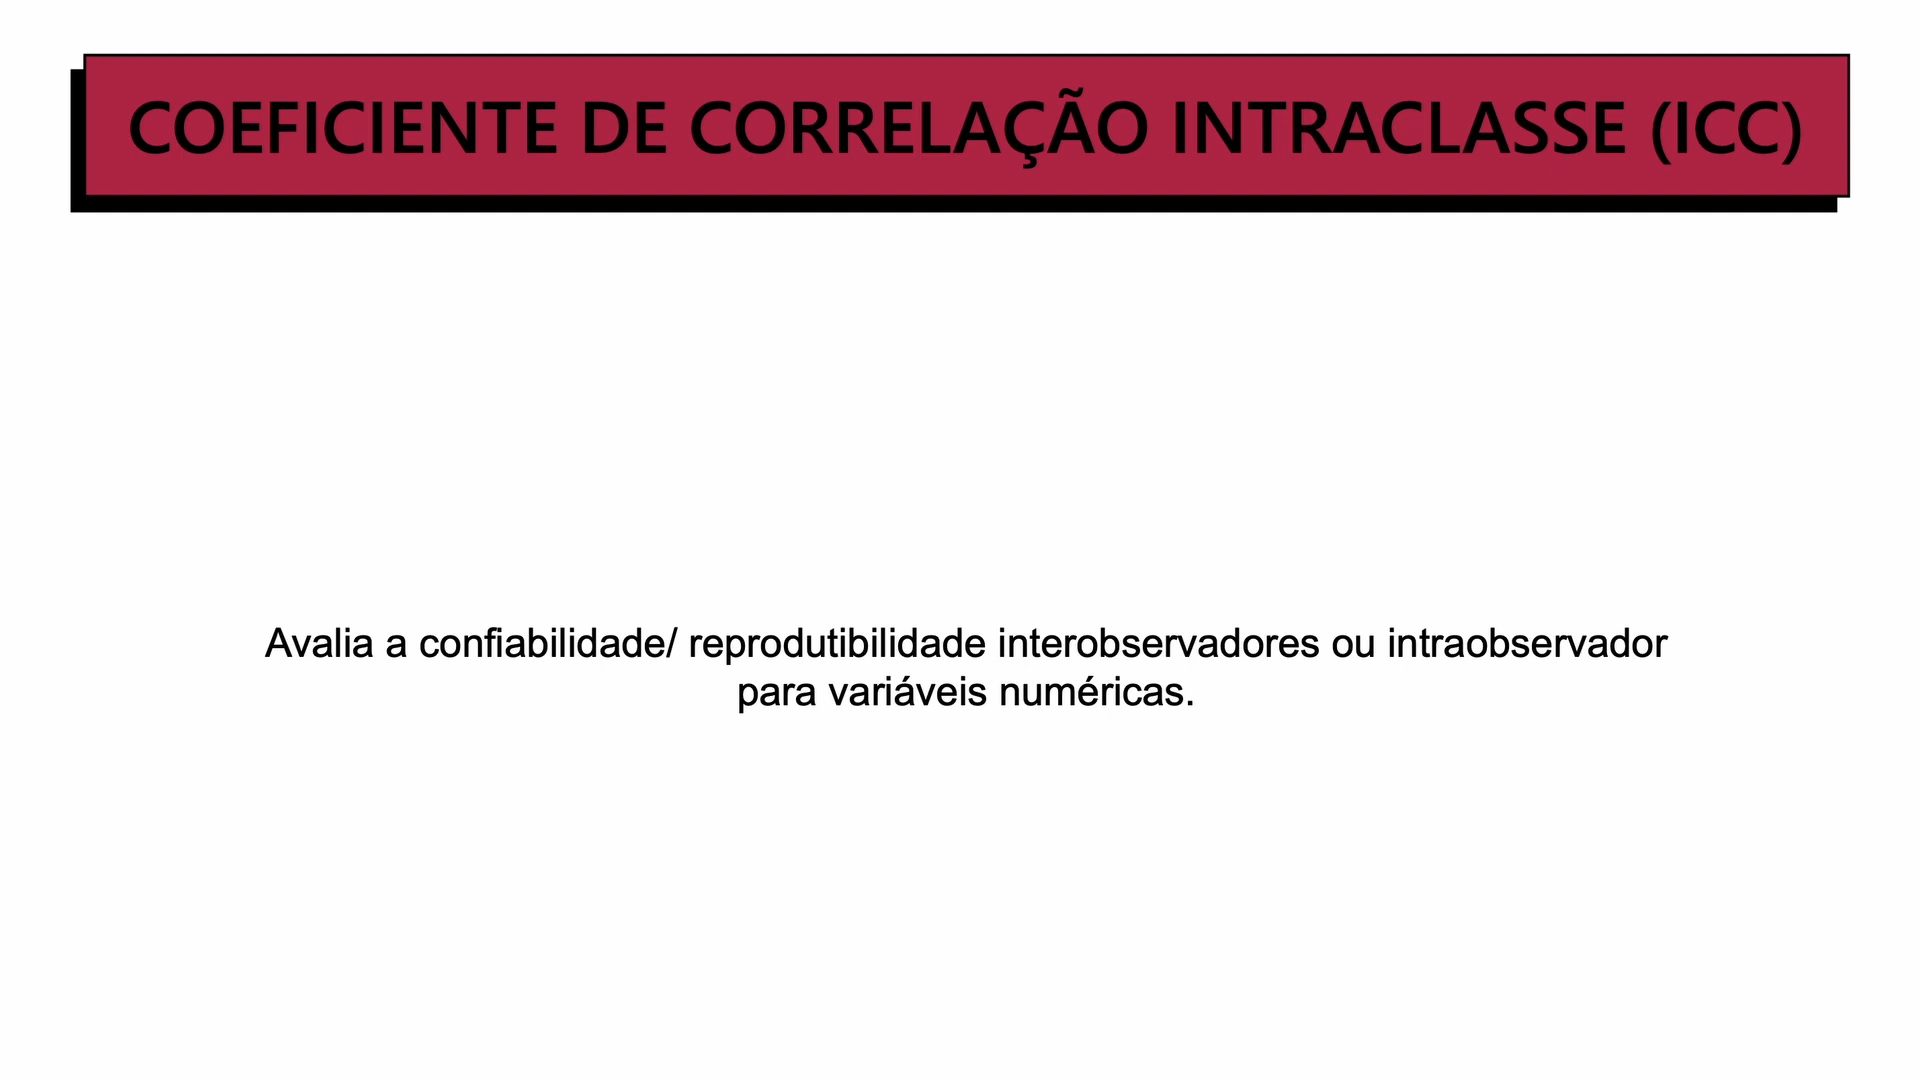 COEFICIENTE DE CORRELAÇÃO INTRACLASSE (ICC)
Avalia a confiabilidade/ reprodutibilidade interobservadores ou intraobservador
para variáveis numéricas.